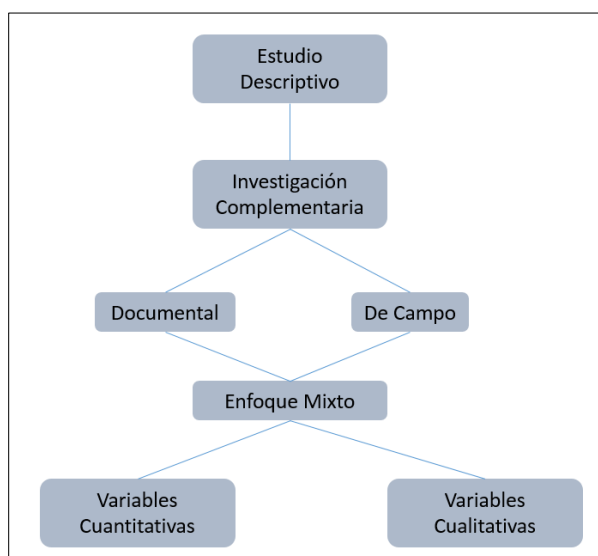 Estudio
Descriptivo
Investigación
Complementaria
Documental
De Campo
Enfoque Mixto
Variables
Cuantitativas
Variables
Cualitativas